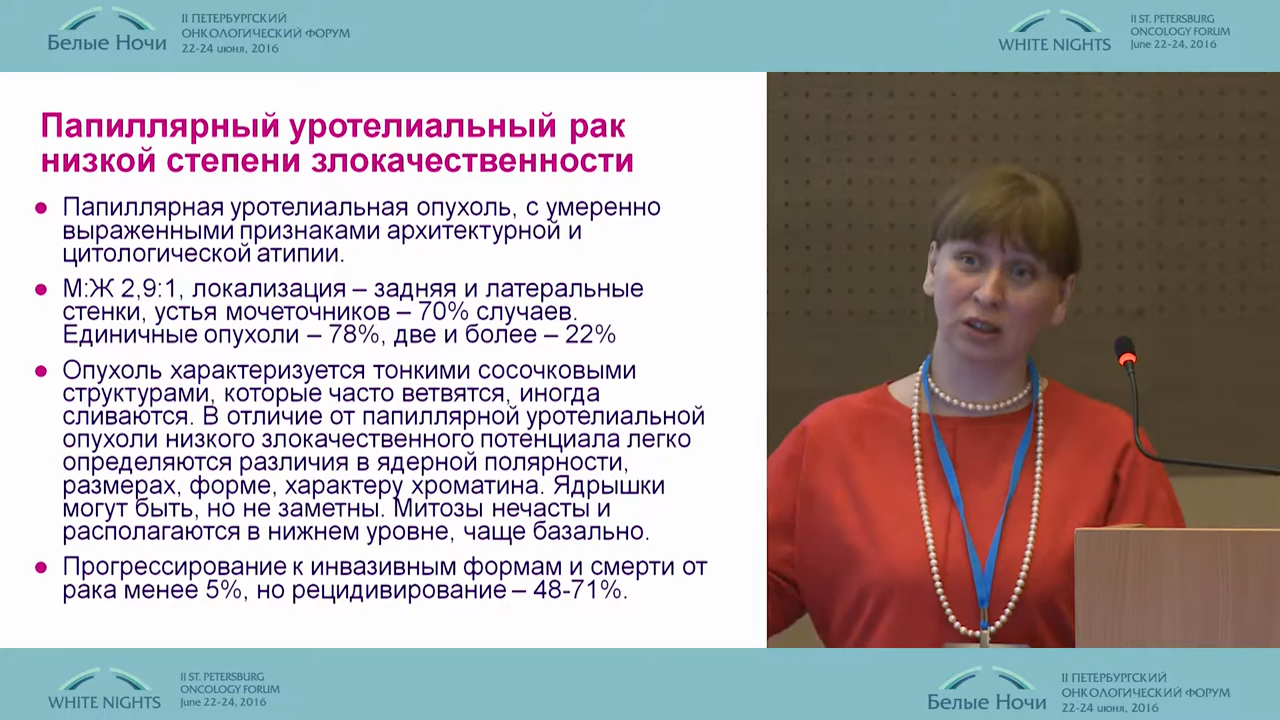 Белые Ночи
II ПЕТЕРБУРГСКИЙ
ОНКОЛОГИЧЕСКИЙ ФОРУМ
22-24 июня, 2016
WHITE NIGHTS
II ST. PETERSBURG
ONCOLOGY FORUM
June 22-24, 2016
Папиллярный уротелиальный рак
низкой степени злокачественности
● Папиллярная уротелиальная опухоль, с умеренно
выраженными признаками архитектурной и
цитологической атипии.
● М:Ж 2,9:1, локализация – задняя и латеральные
стенки, устья мочеточников – 70% случаев.
Единичные опухоли – 78%, две и более – 22%
● Опухоль характеризуется тонкими сосочковыми
структурами, которые часто ветвятся, иногда
сливаются. В отличие от папиллярной уротелиальной
опухоли низкого злокачественного потенциала легко
определяются различия в ядерной полярности,
размерах, форме, характеру хроматина. Ядрышки
могут быть, но не заметны. Митозы нечасты и
располагаются в нижнем уровне, чаще базально.
● Прогрессирование к инвазивным формам и смерти от
рака менее 5%, но рецидивирование – 48-71%.
WHITE NIGHTS
II ST. PETERSBURG
ONCOLOGY FORUM
June 22-24, 2016
Белые Ночи
II ПЕТЕРБУРГСКИЙ
ОНКОЛОГИЧЕСКИЙ ФОРУМ
22-24 июня, 2016